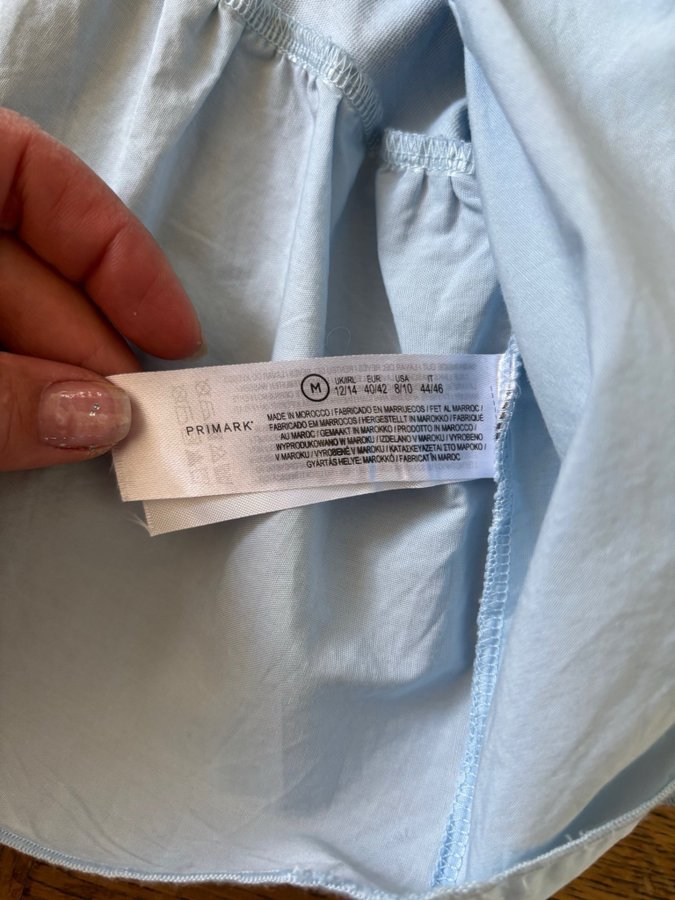 PRIMARK
M
UK/IRL EUR USA IT
12/14 40/42 8/10 44/46
MADE IN MOROCCO / FABRICADO EN MARRUECOS / FET AL MARROC /
FABRICADO EM MARROCOS / HERGESTELLT IN MAROKKO / FABRIQUÉ
AU MAROC / GEMAAKT IN MAROKKO / PRODOTTO IN MAROCCO /
WYPRODUKOWANO W MAROKU / IZDELANO V MAROKU / VYROBENO
V MAROKU / VYROBENÉ V MAROKU / ΚΑΤΑΣΚΕΥΑΖΕΤΑΙ ΣΤΟ ΜΑΡΟΚΟ /
GYÁRTÁS HELYE: MAROKKÓ / FABRICAT ÎN MAROC